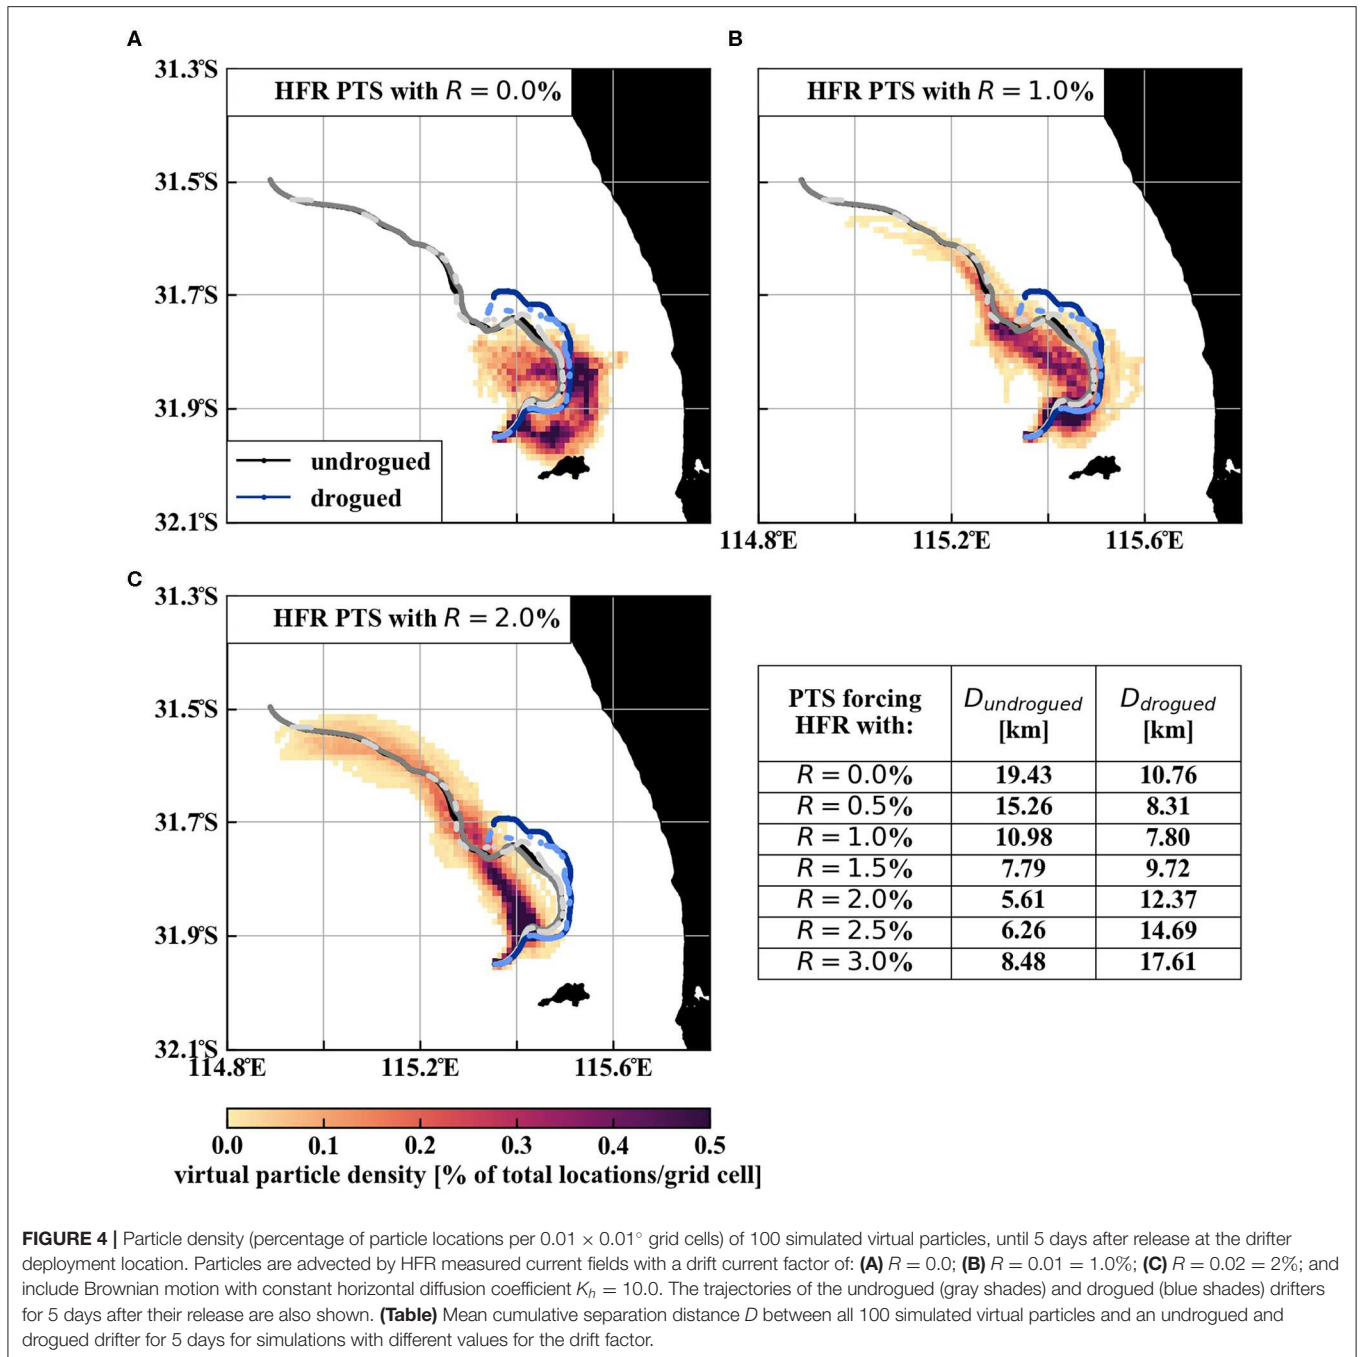 A
B
31.3°S
HFR PTS with R = 0.0%
HFR PTS with R = 1.0%
31.5°S
31.7°S
31.9°S
undrogued
drogued
32.1°S
114.8°E
115.2°E
115.6°E
C
31.3°S
HFR PTS with R = 2.0%
31.5°S
31.7°S
31.9°S
32.1°S
114.8°E
115.2°E
115.6°E
PTS forcing HFR with: D_undrogued [km] D_drogued [km]
R = 0.0% 19.43 10.76
R = 0.5% 15.26 8.31
R = 1.0% 10.98 7.80
R = 1.5% 7.79 9.72
R = 2.0% 5.61 12.37
R = 2.5% 6.26 14.69
R = 3.0% 8.48 17.61
0.0 0.1 0.2 0.3 0.4 0.5
virtual particle density [% of total locations/grid cell]
FIGURE 4 | Particle density (percentage of particle locations per 0.01 × 0.01° grid cells) of 100 simulated virtual particles, until 5 days after release at the drifter
deployment location. Particles are advected by HFR measured current fields with a drift current factor of: (A) R = 0.0; (B) R = 0.01 = 1.0%; (C) R = 0.02 = 2%; and
include Brownian motion with constant horizontal diffusion coefficient K_h = 10.0. The trajectories of the undrogued (gray shades) and drogued (blue shades) drifters
for 5 days after their release are also shown. (Table) Mean cumulative separation distance D between all 100 simulated virtual particles and an undrogued and
drogued drifter for 5 days for simulations with different values for the drift factor.